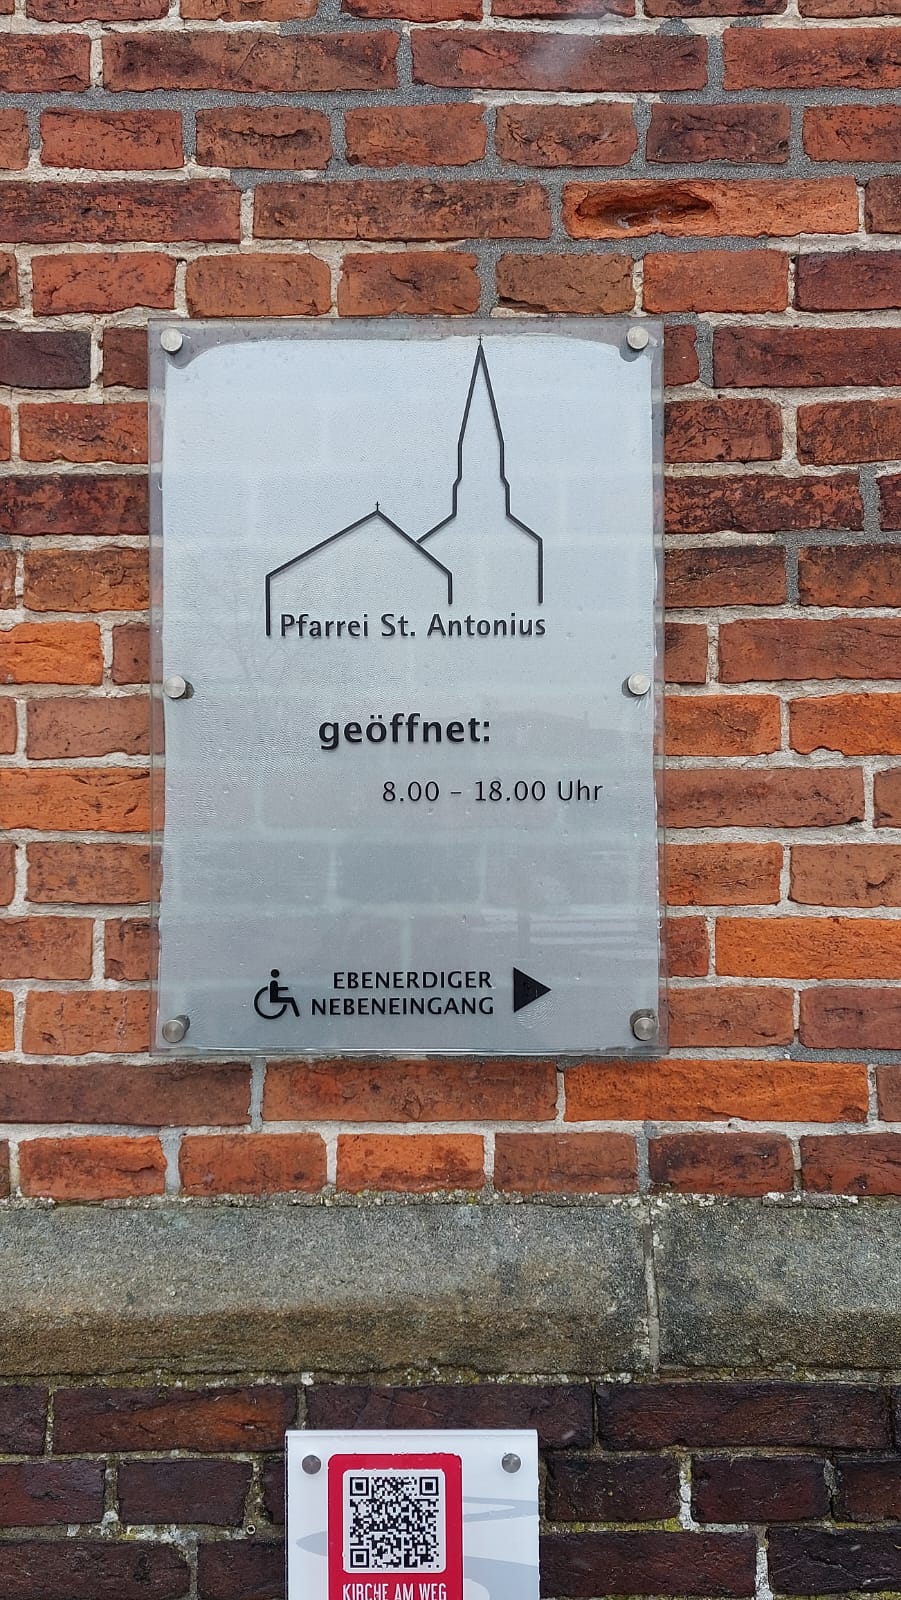 Pfarrei St. Antonius
geöffnet:
8.00 - 18.00 Uhr
EBENERDIGER
NEBENEINGANG
KIRCHE AM WEG